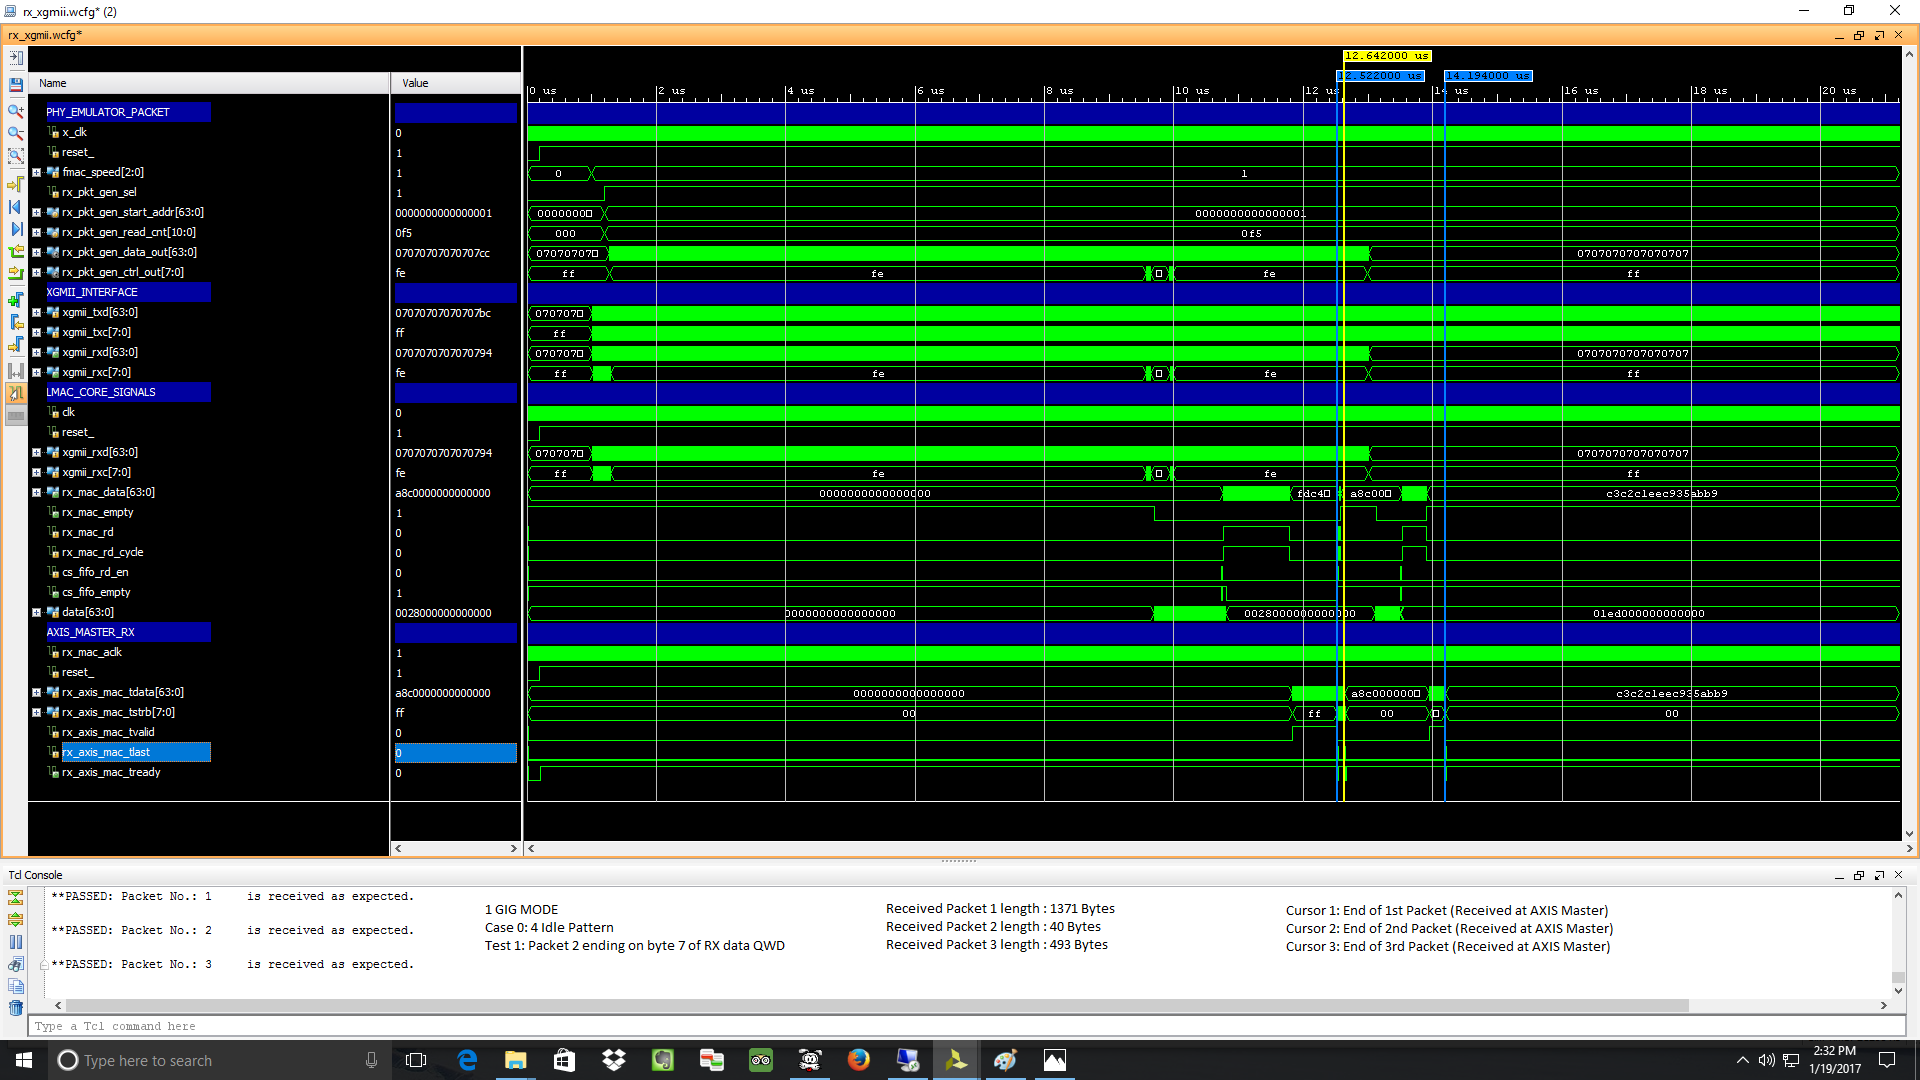 rx_xgmii.wcfg* (2)
rx_xgmii.wcfg*
12.642000 us
12.522000 us 14.194000 us
Name Value
0 us 2 us 4 us 6 us 8 us 10 us 12 us 14 us 16 us 18 us 20 us
PHY_EMULATOR_PACKET
x_clk 0
reset_ 1
fmac_speed[2:0] 1 0 1
rx_pkt_gen_sel 1
rx_pkt_gen_start_addr[63:0] 0000000000000001 0000000 0000000000000001
rx_pkt_gen_read_cnt[10:0] 0f5 000 0f5
rx_pkt_gen_data_out[63:0] 07070707070707cc 07070707 0707070707070707
rx_pkt_gen_ctrl_out[7:0] fe ff fe fe ff
XGMII_INTERFACE
xgmii_txd[63:0] 07070707070707bc 070707
xgmii_txc[7:0] ff ff
xgmii_rxd[63:0] 0707070707070794 070707 0707070707070707
xgmii_rxc[7:0] fe ff fe fe ff
LMAC_CORE_SIGNALS
clk 0
reset_ 1
xgmii_rxd[63:0] 0707070707070794 070707 0707070707070707
xgmii_rxc[7:0] fe ff fe fe ff
rx_mac_data[63:0] a8c0000000000000 0000000000000000 fdc4 a8c00 c3c2c1eec935abb9
rx_mac_empty 1
rx_mac_rd 0
rx_mac_rd_cycle 0
cs_fifo_rd_en 0
cs_fifo_empty 1
data[63:0] 0028000000000000 0000000000000000 0028000000000000 01ed000000000000
AXIS_MASTER_RX
rx_mac_aclk 1
reset_ 1
rx_axis_mac_tdata[63:0] a8c0000000000000 0000000000000000 a8c000000 c3c2c1eec935abb9
rx_axis_mac_tstrb[7:0] ff 00 ff 00 00
rx_axis_mac_tvalid 0
rx_axis_mac_tlast 0
rx_axis_mac_tready 0
Tcl Console
**PASSED: Packet No.: 1 is received as expected.
**PASSED: Packet No.: 2 is received as expected.
**PASSED: Packet No.: 3 is received as expected.
1 GIG MODE
Case 0: 4 Idle Pattern
Test 1: Packet 2 ending on byte 7 of RX data QWD
Received Packet 1 length : 1371 Bytes
Received Packet 2 length : 40 Bytes
Received Packet 3 length : 493 Bytes
Cursor 1: End of 1st Packet (Received at AXIS Master)
Cursor 2: End of 2nd Packet (Received at AXIS Master)
Cursor 3: End of 3rd Packet (Received at AXIS Master)
Type a Tcl command here
Type here to search
2:32 PM
1/19/2017